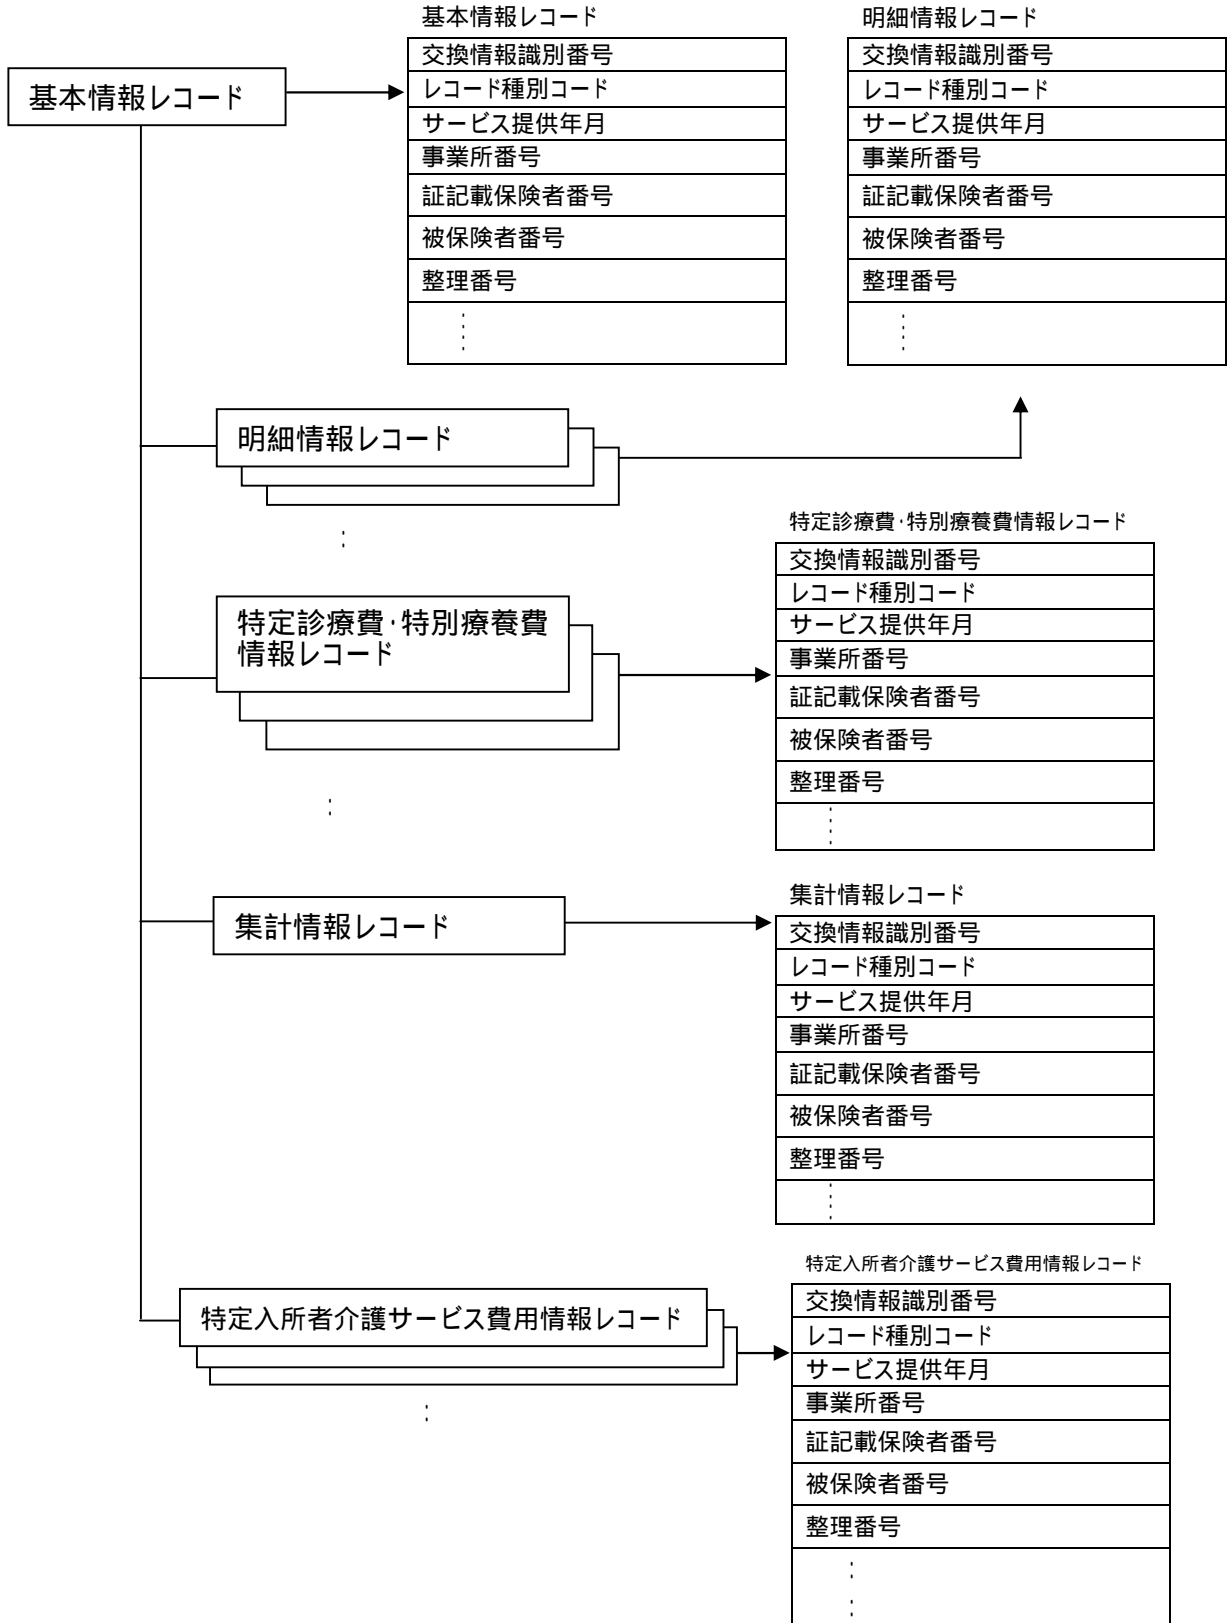 基本情報レコード
基本情報レコード
交換情報識別番号
レコード種別コード
サービス提供年月
事業所番号
証記載保険者番号
被保険者番号
整理番号
明細情報レコード
交換情報識別番号
レコード種別コード
サービス提供年月
事業所番号
証記載保険者番号
被保険者番号
整理番号
明細情報レコード
特定診療費・特別療養費
情報レコード
特定診療費・特別療養費情報レコード
交換情報識別番号
レコード種別コード
サービス提供年月
事業所番号
証記載保険者番号
被保険者番号
整理番号
集計情報レコード
集計情報レコード
交換情報識別番号
レコード種別コード
サービス提供年月
事業所番号
証記載保険者番号
被保険者番号
整理番号
特定入所者介護サービス費用情報レコード
特定入所者介護サービス費用情報レコード
交換情報識別番号
レコード種別コード
サービス提供年月
事業所番号
証記載保険者番号
被保険者番号
整理番号